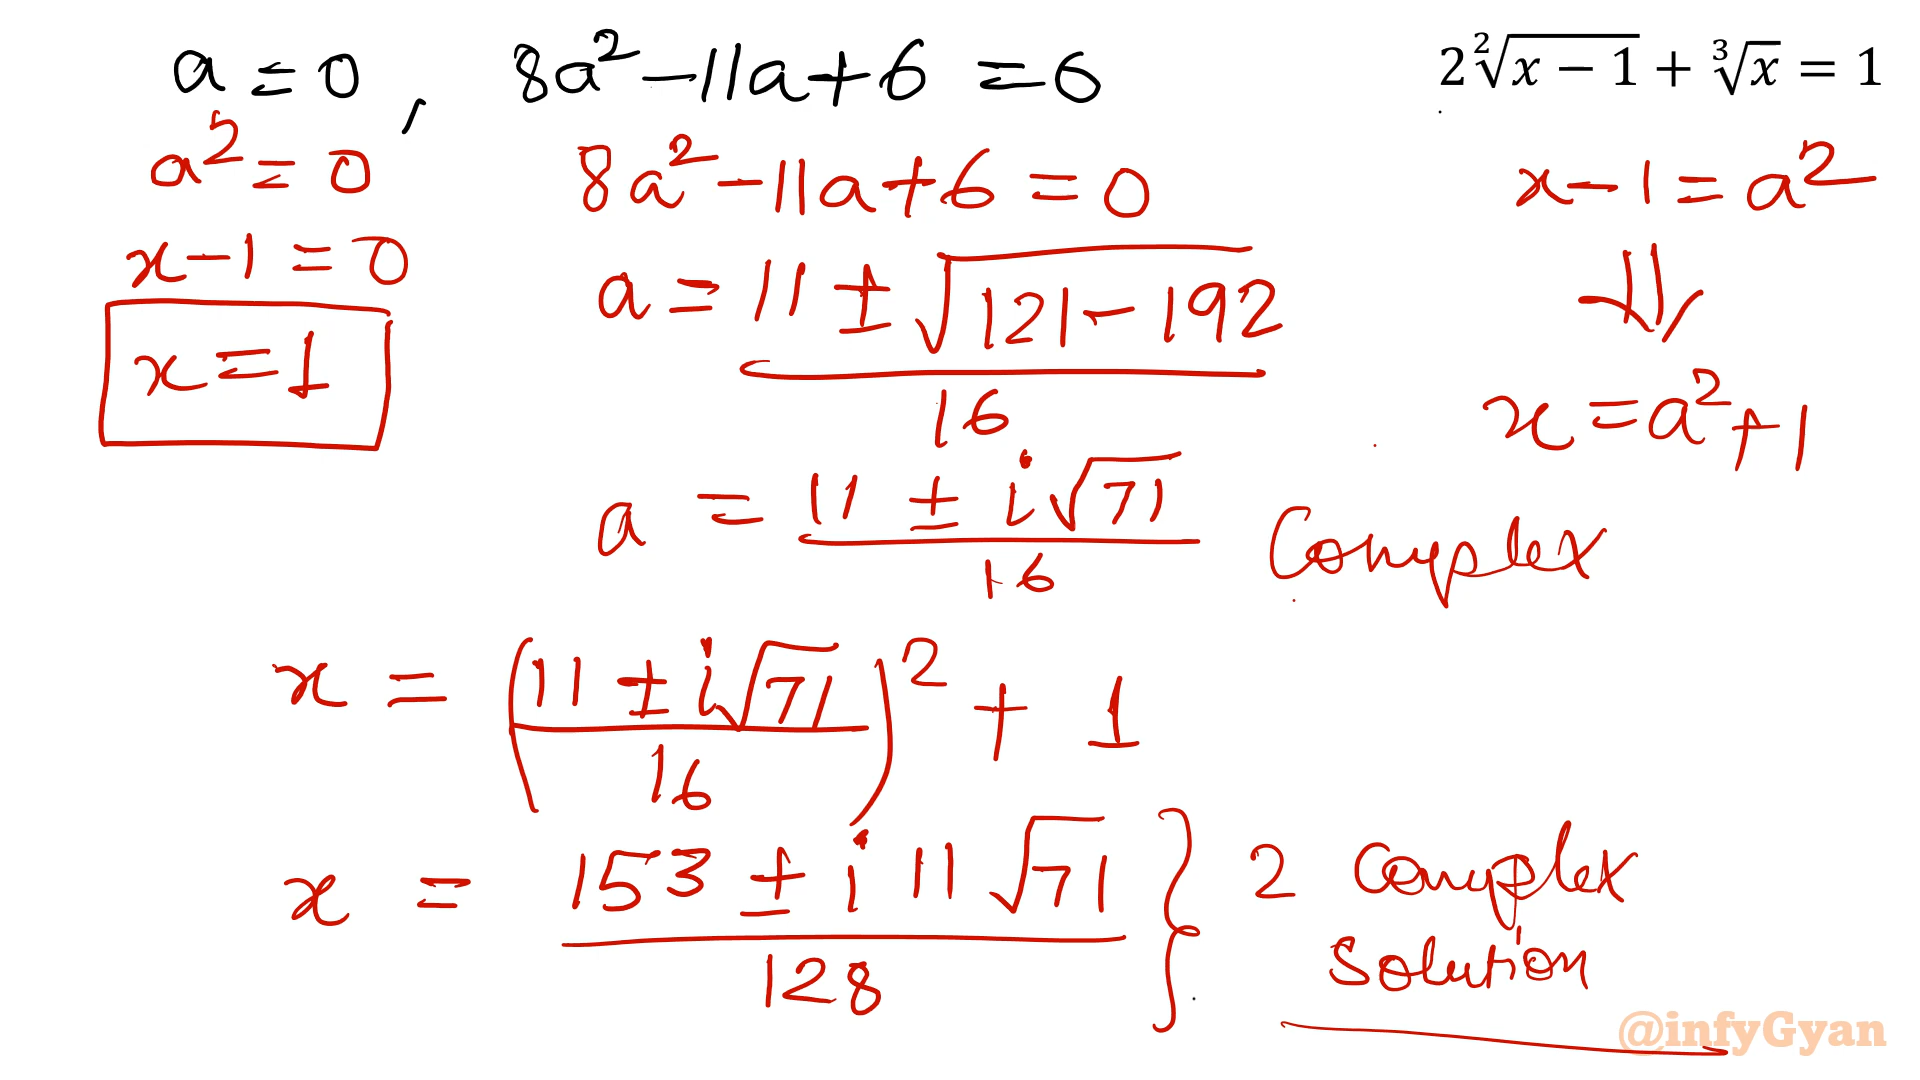 a = 0 , 8a² - 11a + 6 = 6
2 ²√(x − 1) + ³√x = 1
a² = 0
8a² - 11a + 6 = 0
x - 1 = a²
x - 1 = 0
a = (11 ± √(121 - 192)) / 16
⇓
x = 1
x = a² + 1
a = (11 ± i√71) / 16 Complex
x = ((11 ± i√71) / 16)² + 1
x = (153 ± i 11 √71) / 128 } 2 Complex
Solution
@infyGyan